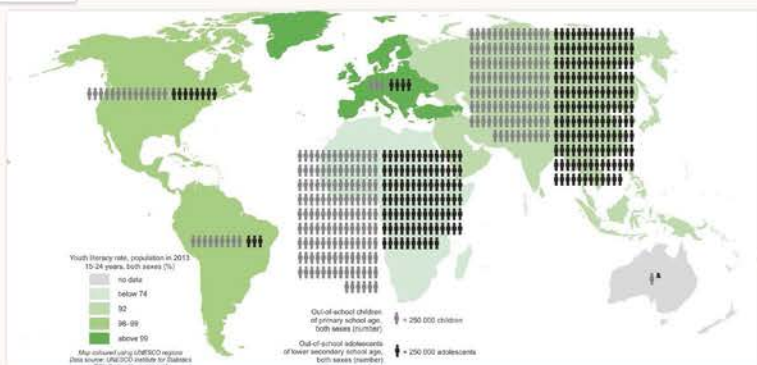 Youth literacy rate, population in 2013
15-24 years, both sexes (%)
no data
below 74
92
96–99
above 99
Map coloured using UNESCO regions
Data source: UNESCO Institute for Statistics
Out-of-school children
of primary school age,
both sexes (number)
= 250 000 children
Out-of-school adolescents
of lower secondary school age,
both sexes (number)
= 250 000 adolescents